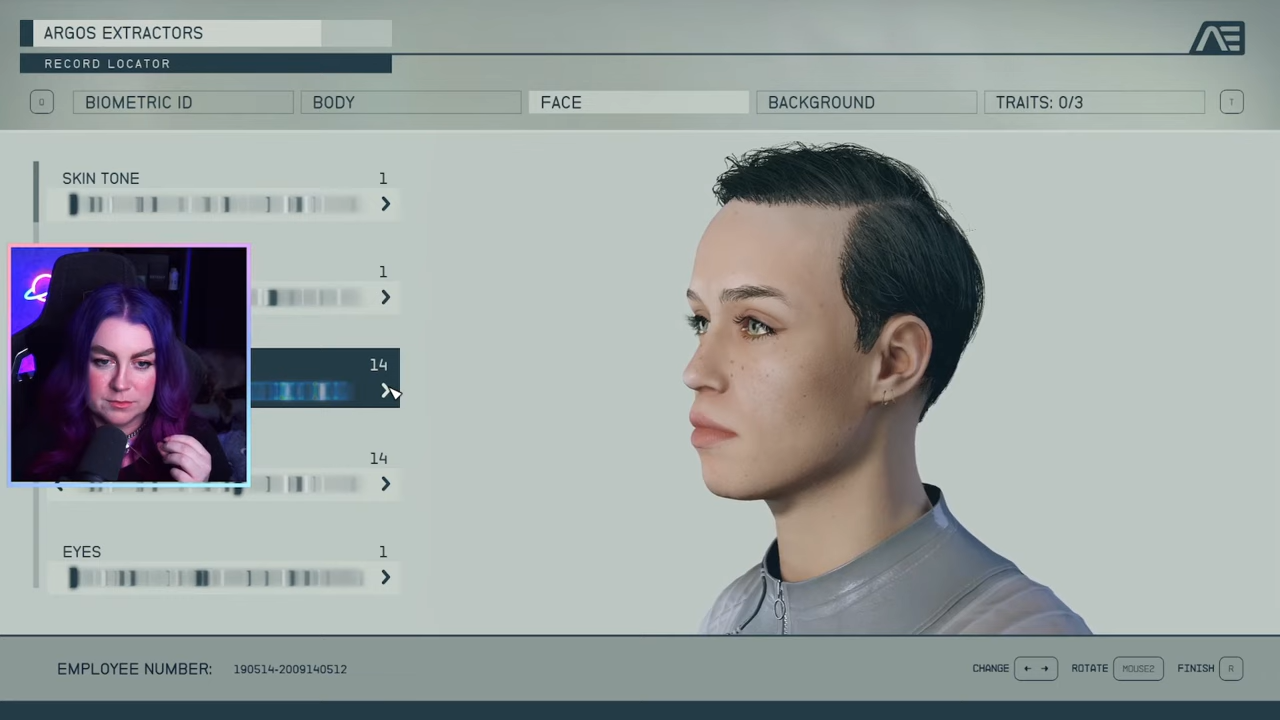 ARGOS EXTRACTORS
RECORD LOCATOR
AE
Q
BIOMETRIC ID
BODY
FACE
BACKGROUND
TRAITS: 0/3
T
SKIN TONE
1
1
14
14
EYES
1
EMPLOYEE NUMBER: 190514-2009140512
CHANGE
ROTATE MOUSE2
FINISH R